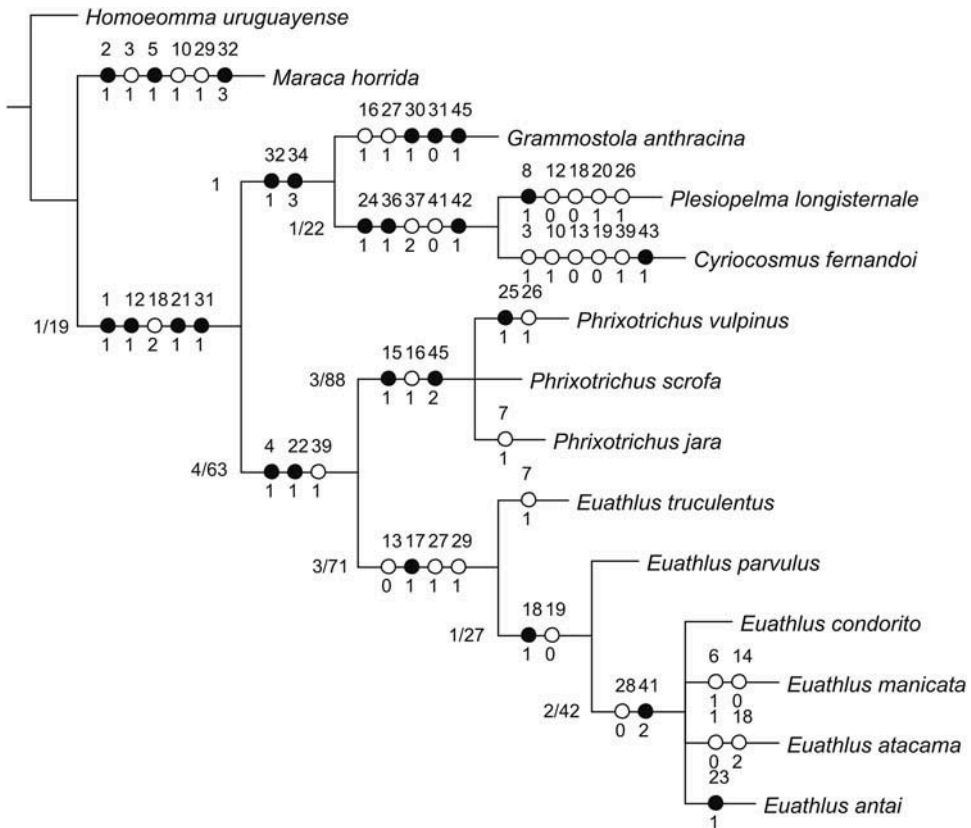 Homoeomma uruguayense
2 3 5 10 29 32
Maraca horrida
1 1 1 1 1 3
16 27 30 31 45
Grammostola anthracina
1 1 1 0 1
32 34
1
1 3
8 12 18 20 26
24 36 37 41 42
Plesiopelma longisternale
1 0 0 1 1
1/22
1 1 2 0 1
3 10 13 19 39 43
Cyriocosmus fernandoi
1 1 0 0 1 1
1 12 18 21 31
25 26
Phrixotrichus vulpinus
1/19
1 1 2 1 1
1 1
15 16 45
3/88
Phrixotrichus scrofa
1 1 2
7
Phrixotrichus jara
1
4 22 39
4/63
1 1 1
7
Euathlus truculentus
1
13 17 27 29
3/71
Euathlus parvulus
0 1 1 1
18 19
1/27
Euathlus condorito
1 0
6 14
Euathlus manicata
28 41
1 0
2/42
0 2
1 18
Euathlus atacama
0 2
23
Euathlus antai
1